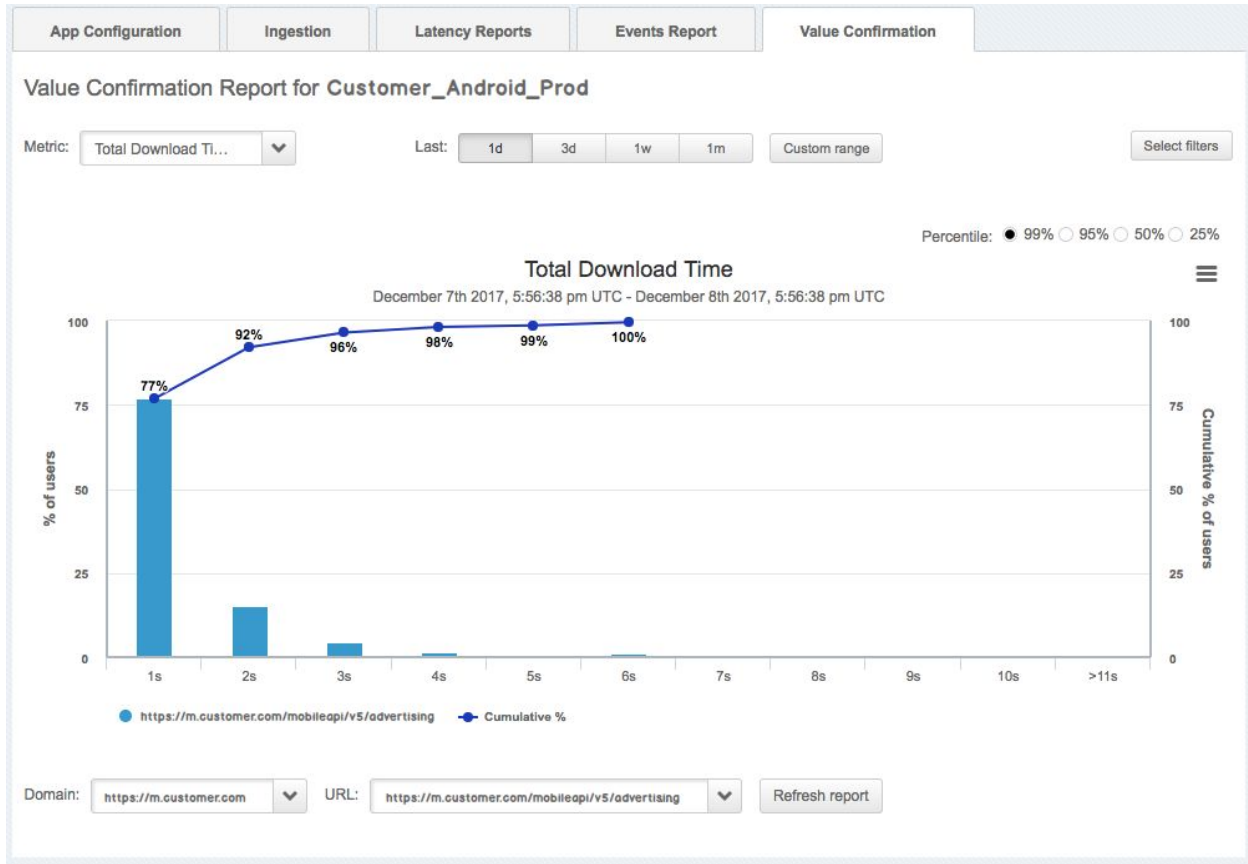 App Configuration Ingestion Latency Reports Events Report Value Confirmation
Value Confirmation Report for Customer_Android_Prod
Metric: Total Download Ti... Last: 1d 3d 1w 1m Custom range Select filters
Percentile: 99% 95% 50% 25%
Total Download Time
December 7th 2017, 5:56:38 pm UTC - December 8th 2017, 5:56:38 pm UTC
100 100
92% 96% 98% 99% 100%
77%
75 75
% of users
Cumulative % of users
50 50
25 25
0 0
1s 2s 3s 4s 5s 6s 7s 8s 9s 10s >11s
https://m.customer.com/mobileapi/v5/advertising Cumulative %
Domain: https://m.customer.com URL: https://m.customer.com/mobileapi/v5/advertising Refresh report